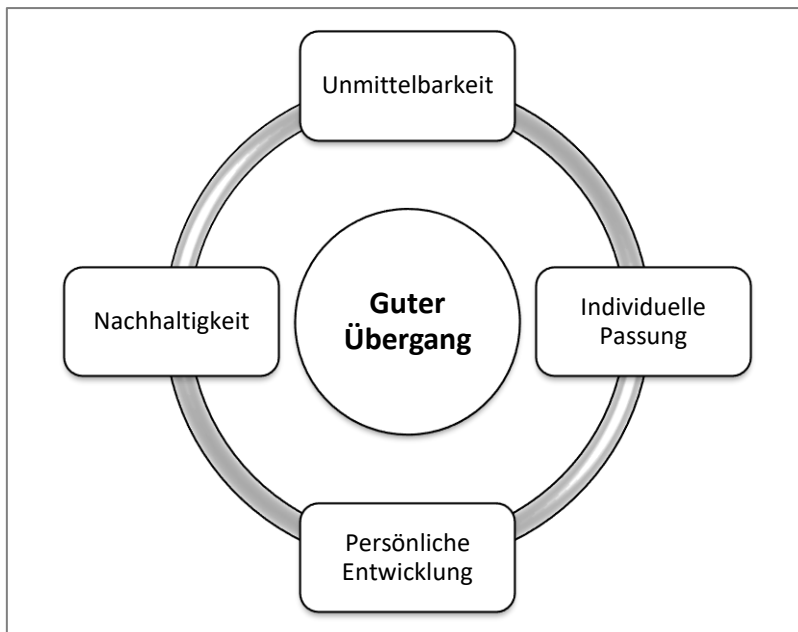 Unmittelbarkeit
Nachhaltigkeit
Guter
Übergang
Individuelle
Passung
Persönliche
Entwicklung